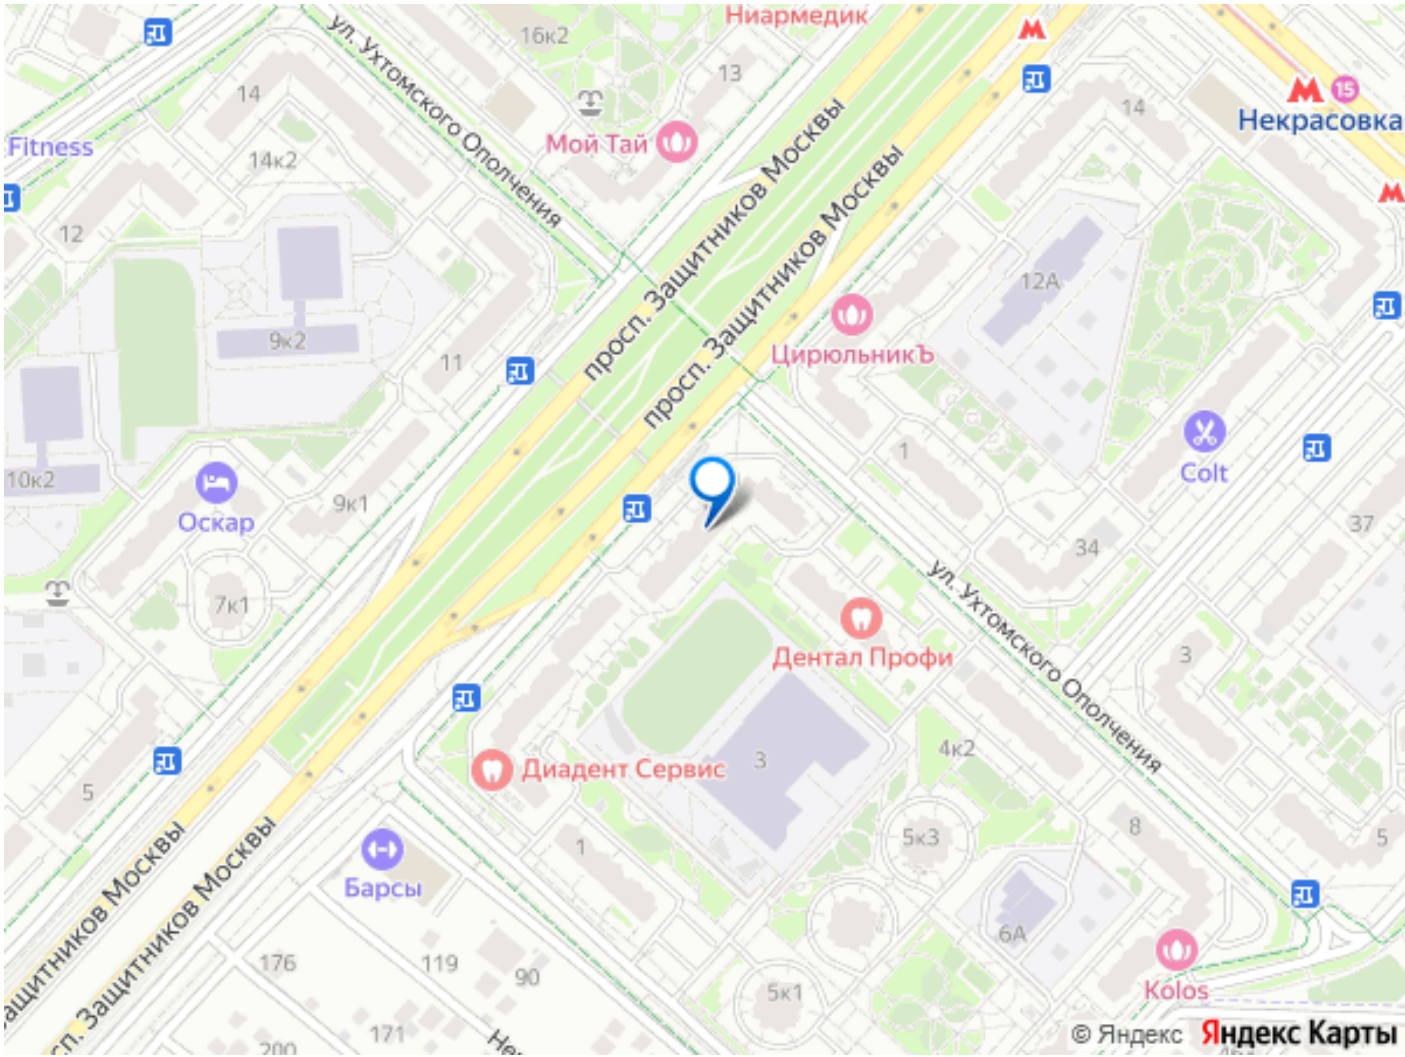 Ниармедик
16к2
ул. Ухтомского Ополчения
13
14
14
15
Некрасовка
Fitness
Мой Тай
14к2
просп. Защитников Москвы
просп. Защитников Москвы
12
12А
9к2
11
ЦирюльникЪ
1
Colt
10к2
Оскар
9к1
37
34
7к1
ул. Ухтомского Ополчения
Дентал Профи
3
4к2
Диадент Сервис
3
5
8
5к3
5
1
Барсы
ащитников Москвы
сп. Защитников Москвы
6А
176
119
90
5к1
Kolos
171
200
© Яндекс
Яндекс Карты